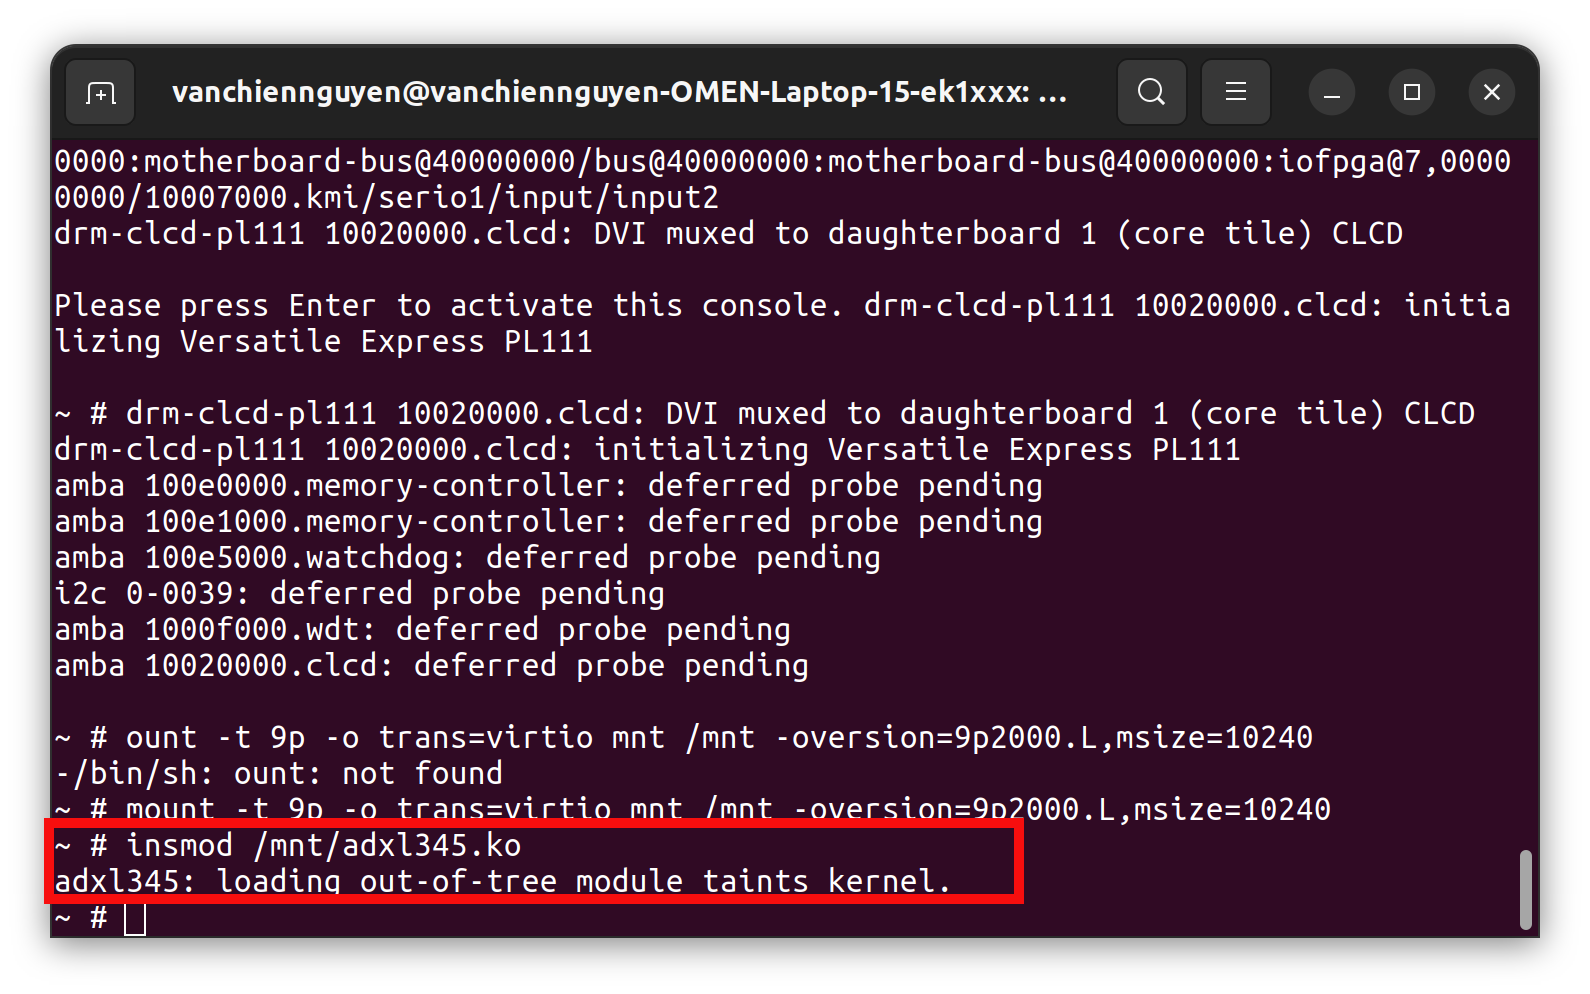 vanchiennguyen@vanchiennguyen-OMEN-Laptop-15-ek1xxx: ...
0000:motherboard-bus@40000000/bus@40000000:motherboard-bus@40000000:iofpga@7,0000
0000/10007000.kmi/serio1/input/input2
drm-clcd-pl111 10020000.clcd: DVI muxed to daughterboard 1 (core tile) CLCD
Please press Enter to activate this console. drm-clcd-pl111 10020000.clcd: initia
lizing Versatile Express PL111
~ # drm-clcd-pl111 10020000.clcd: DVI muxed to daughterboard 1 (core tile) CLCD
drm-clcd-pl111 10020000.clcd: initializing Versatile Express PL111
amba 100e0000.memory-controller: deferred probe pending
amba 100e1000.memory-controller: deferred probe pending
amba 100e5000.watchdog: deferred probe pending
i2c 0-0039: deferred probe pending
amba 1000f000.wdt: deferred probe pending
amba 10020000.clcd: deferred probe pending
~ # ount -t 9p -o trans=virtio mnt /mnt -oversion=9p2000.L,msize=10240
-/bin/sh: ount: not found
~ # mount -t 9p -o trans=virtio mnt /mnt -oversion=9p2000.L,msize=10240
~ # insmod /mnt/adxl345.ko
adxl345: loading out-of-tree module taints kernel.
~ #